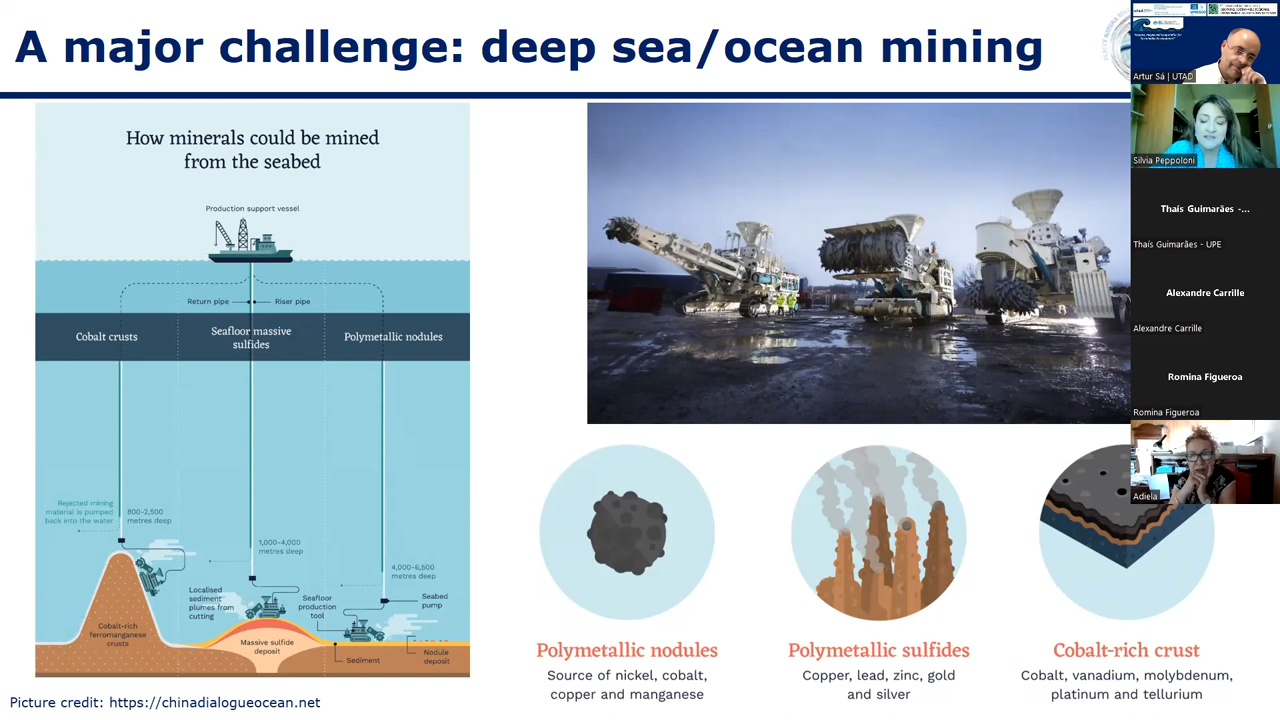 A major challenge: deep sea/ocean mining
How minerals could be mined
from the seabed
Production support vessel
Return pipe
Riser pipe
Cobalt crusts
Seafloor massive
sulfides
Polymetallic nodules
Rejected mining
material is pumped
back into the water
800-2,500
metres deep
1,000-4,000
metres deep
4,000-6,500
metres deep
Localised
sediment
plumes from
cutting
Seafloor
production
tool
Seabed
pump
Cobalt-rich
ferromanganese
crusts
Massive sulfide
deposit
Sediment
Nodule
deposit
Picture credit: https://chinadialogueocean.net
Polymetallic nodules
Source of nickel, cobalt,
copper and manganese
Polymetallic sulfides
Copper, lead, zinc, gold
and silver
Cobalt-rich crust
Cobalt, vanadium, molybdenum,
platinum and tellurium
Artur Sá | UTAD
Silvia Peppoloni
Thaís Guimarães -...
Thaís Guimarães - UPE
Alexandre Carrille
Alexandre Carrille
Romina Figueroa
Romina Figueroa
Adiela